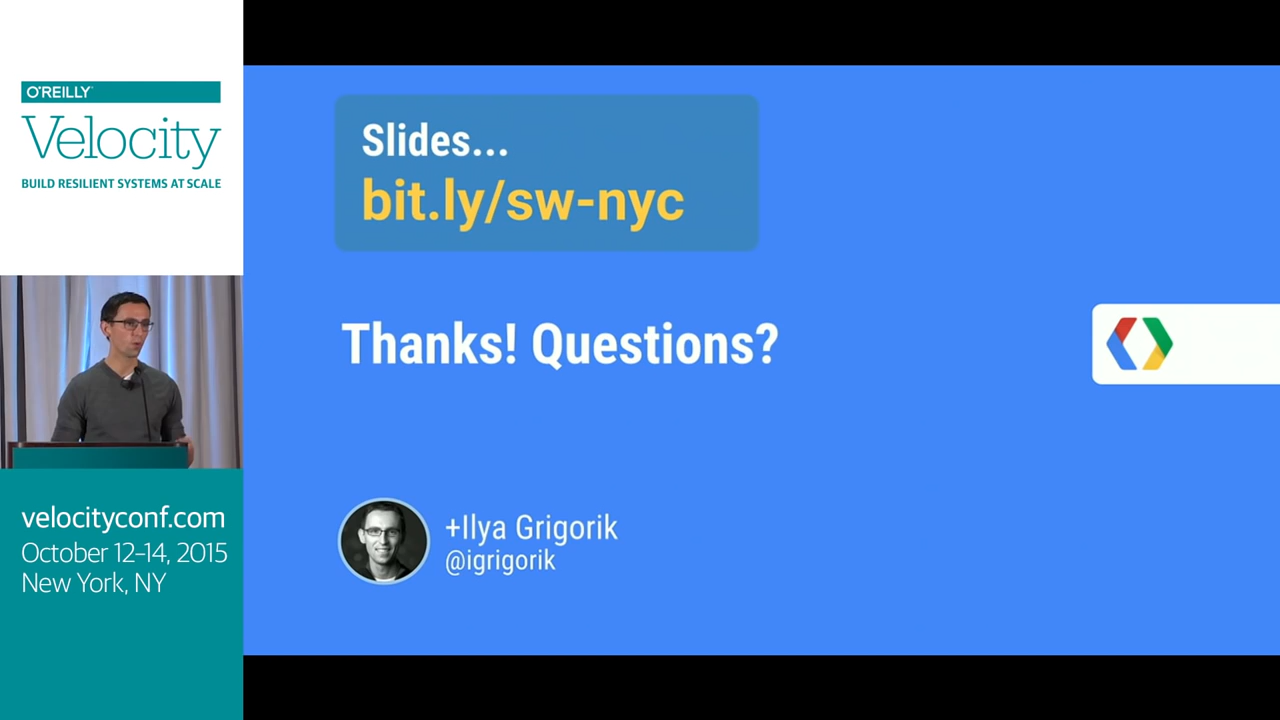 O'REILLY
Velocity
BUILD RESILIENT SYSTEMS AT SCALE
velocityconf.com
October 12–14, 2015
New York, NY
Slides...
bit.ly/sw-nyc
Thanks! Questions?
+Ilya Grigorik
@igrigorik